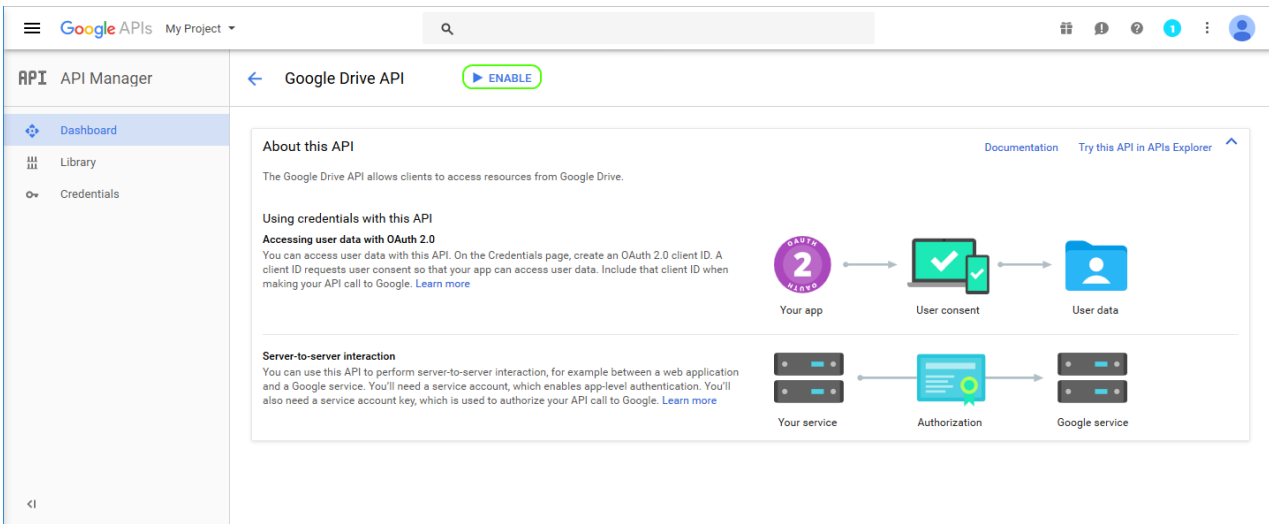 Google APIs My Project
1
API API Manager
Google Drive API ENABLE
Dashboard
Library
Credentials
About this API
Documentation Try this API in APIs Explorer
The Google Drive API allows clients to access resources from Google Drive.
Using credentials with this API
Accessing user data with OAuth 2.0
You can access user data with this API. On the Credentials page, create an OAuth 2.0 client ID. A
client ID requests user consent so that your app can access user data. Include that client ID when
making your API call to Google. Learn more
OAUTH
2
OAUTH
Your app User consent User data
Server-to-server interaction
You can use this API to perform server-to-server interaction, for example between a web application
and a Google service. You'll need a service account, which enables app-level authentication. You'll
also need a service account key, which is used to authorize your API call to Google. Learn more
Your service Authorization Google service